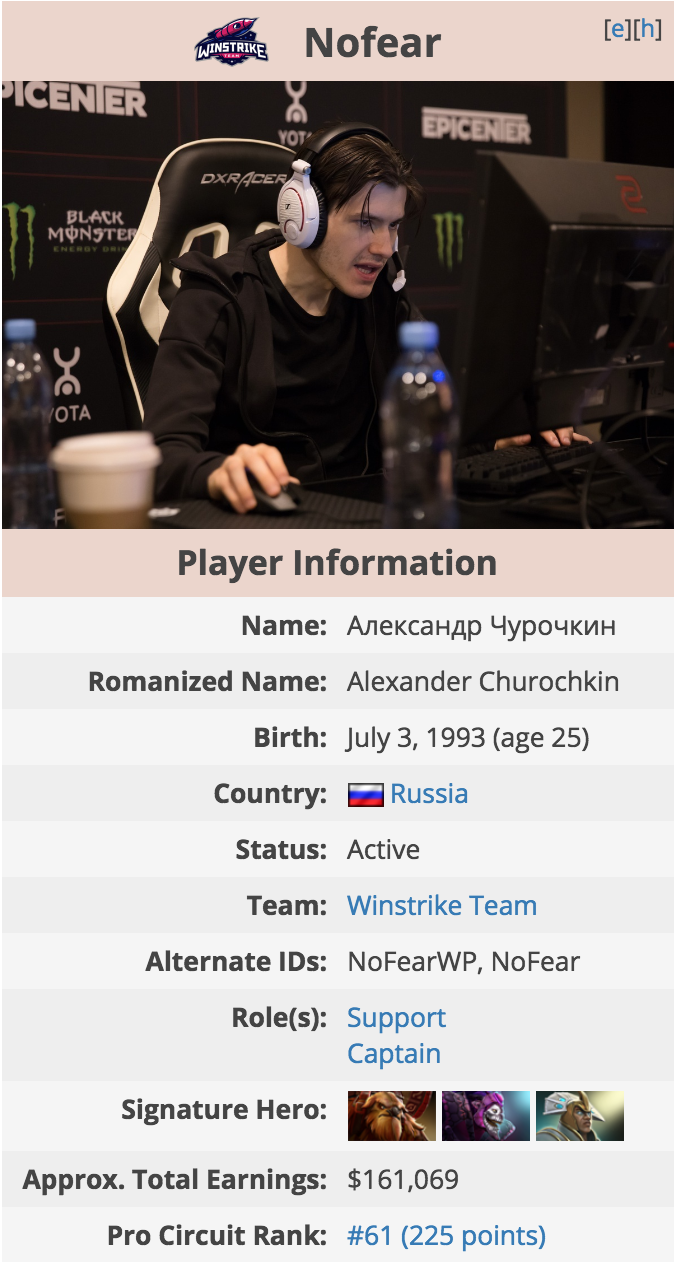 WINSTRIKE
TEAM
Nofear
[e][h]
PICENTER
YOTA
EPICENTER
DXRACER
BLACK
MONSTER
ENERGY DRINK
YOTA
Player Information
Name: Александр Чурочкин
Romanized Name: Alexander Churochkin
Birth: July 3, 1993 (age 25)
Country: Russia
Status: Active
Team: Winstrike Team
Alternate IDs: NoFearWP, NoFear
Role(s): Support
Captain
Signature Hero:
Approx. Total Earnings: $161,069
Pro Circuit Rank: #61 (225 points)